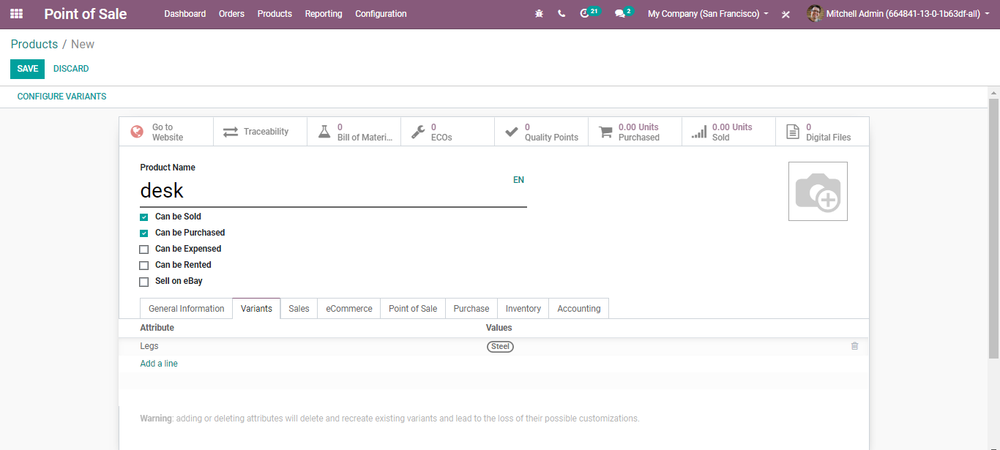 Point of Sale Dashboard Orders Products Reporting Configuration 21 2 My Company (San Francisco) Mitchell Admin (664841-13-0-1b63df-all)
Products / New
SAVE DISCARD
CONFIGURE VARIANTS
Go to Website
Traceability
0 Bill of Materi...
0 ECOs
0 Quality Points
0.00 Units Purchased
0.00 Units Sold
0 Digital Files
Product Name
desk EN
Can be Sold
Can be Purchased
Can be Expensed
Can be Rented
Sell on eBay
General Information Variants Sales eCommerce Point of Sale Purchase Inventory Accounting
Attribute Values
Legs Steel
Add a line
Warning: adding or deleting attributes will delete and recreate existing variants and lead to the loss of their possible customizations.